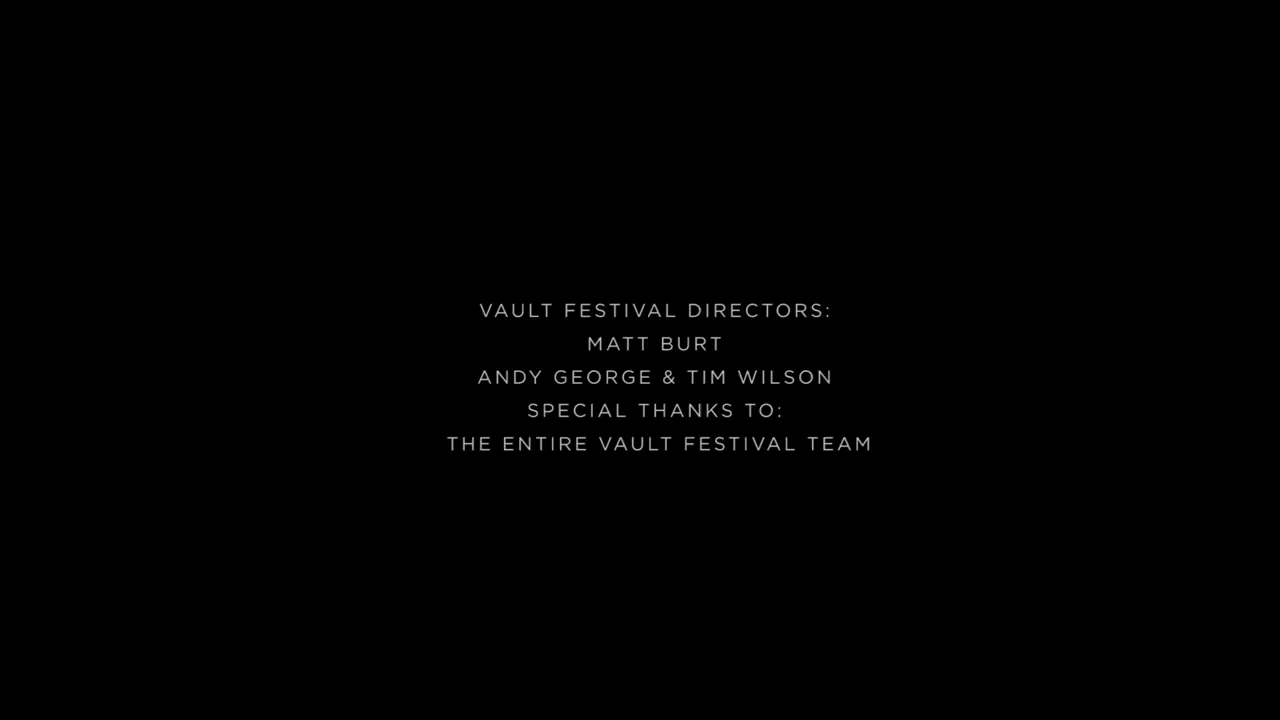 VAULT FESTIVAL DIRECTORS:
MATT BURT
ANDY GEORGE & TIM WILSON
SPECIAL THANKS TO:
THE ENTIRE VAULT FESTIVAL TEAM